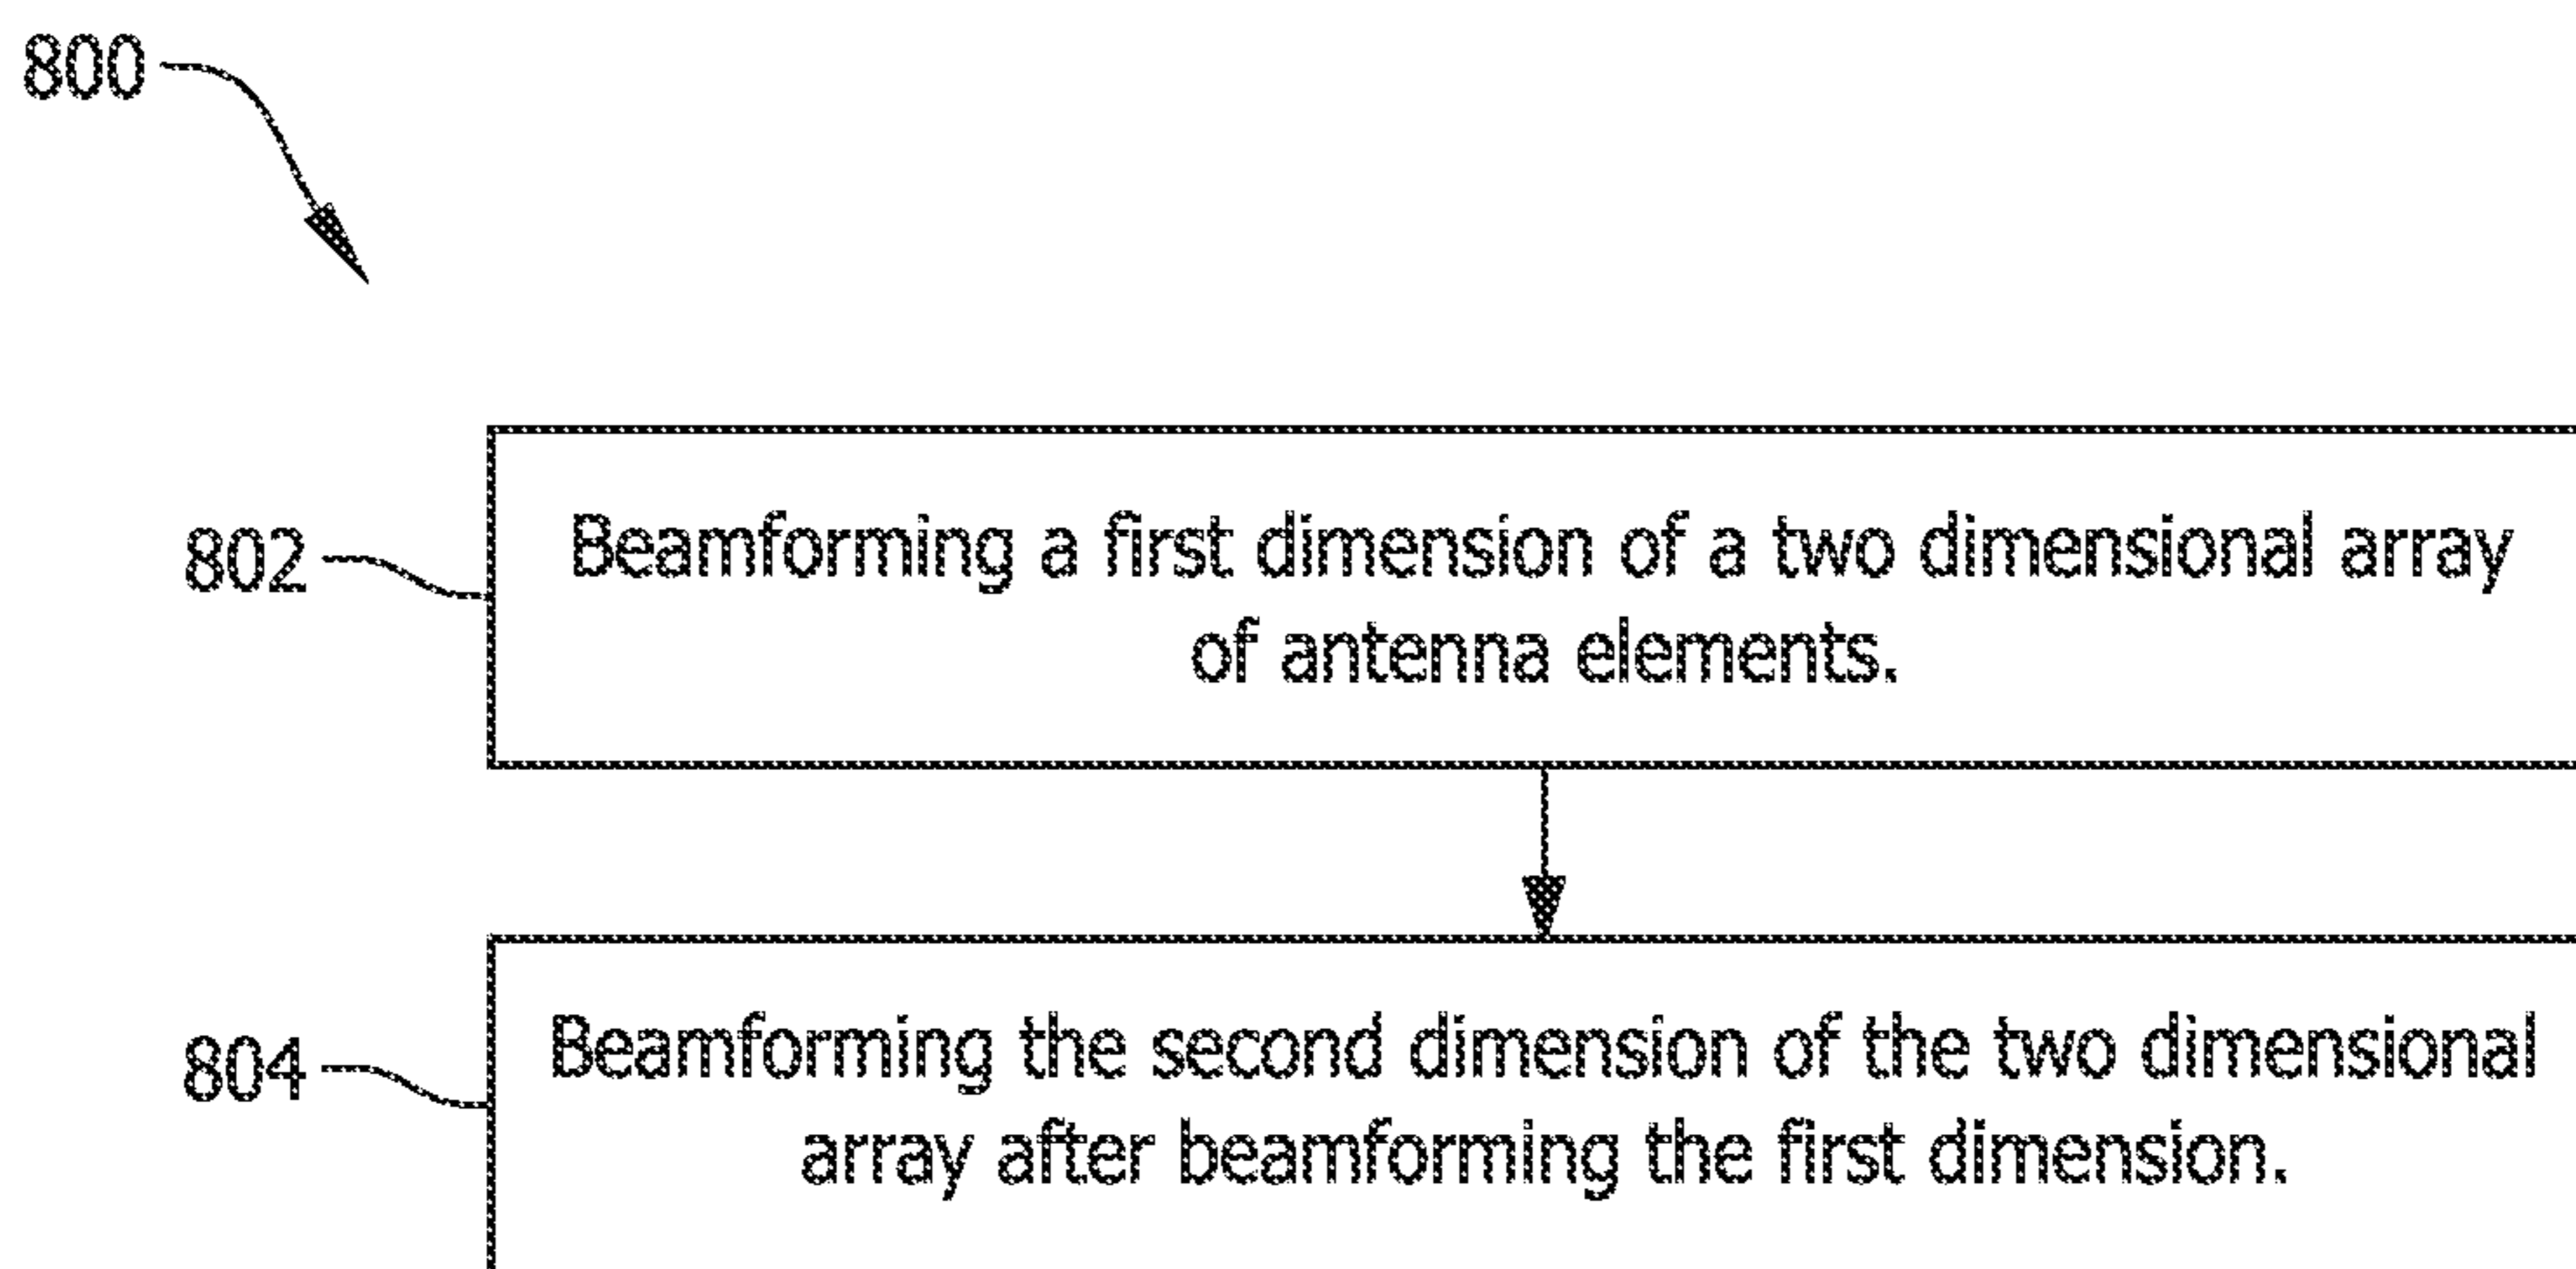 800
802
Beamforming a first dimension of a two dimensional array
of antenna elements.
804
Beamforming the second dimension of the two dimensional
array after beamforming the first dimension.